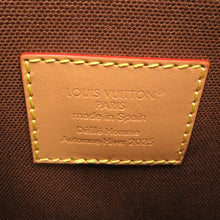 LOUIS VUITTON
PARIS
made in Spain
Défilé Homme
Automne-Hiver 2025